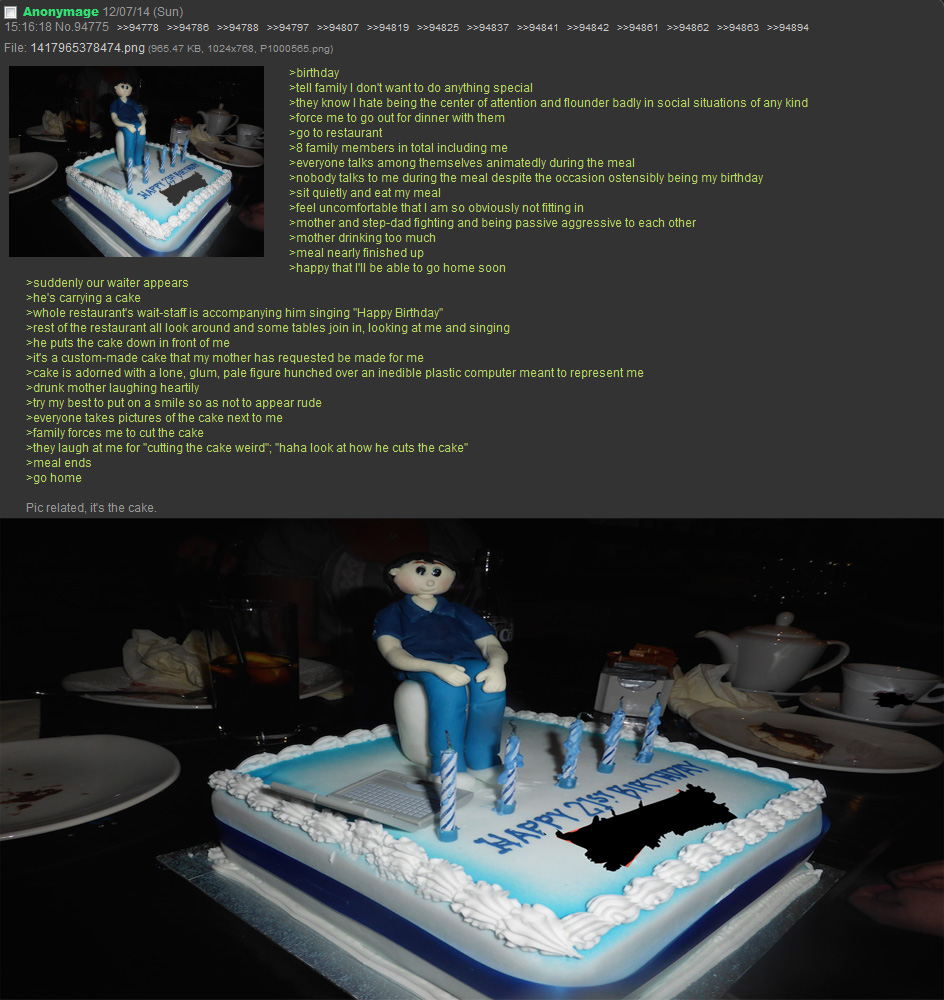 Anonymage 12/07/14 (Sun)
15:16:18 No.94775 >>94778 >>94786 >>94788 >>94797 >>94807 >>94819 >>94825 >>94837 >>94841 >>94842 >>94861 >>94862 >>94863 >>94894
File: 1417965378474.png (965.47 KB, 1024x768, P1000565.png)
>birthday
>tell family I don't want to do anything special
>they know I hate being the center of attention and flounder badly in social situations of any kind
>force me to go out for dinner with them
>go to restaurant
>8 family members in total including me
>everyone talks among themselves animatedly during the meal
>nobody talks to me during the meal despite the occasion ostensibly being my birthday
>sit quietly and eat my meal
>feel uncomfortable that I am so obviously not fitting in
>mother and step-dad fighting and being passive aggressive to each other
>mother drinking too much
>meal nearly finished up
>happy that I'll be able to go home soon
>suddenly our waiter appears
>he's carrying a cake
>whole restaurant's wait-staff is accompanying him singing "Happy Birthday"
>rest of the restaurant all look around and some tables join in, looking at me and singing
>he puts the cake down in front of me
>it's a custom-made cake that my mother has requested be made for me
>cake is adorned with a lone, glum, pale figure hunched over an inedible plastic computer meant to represent me
>drunk mother laughing heartily
>try my best to put on a smile so as not to appear rude
>everyone takes pictures of the cake next to me
>family forces me to cut the cake
>they laugh at me for "cutting the cake weird"; "haha look at how he cuts the cake"
>meal ends
>go home
Pic related, it's the cake.
HAPPY 21ST BIRTHDAY